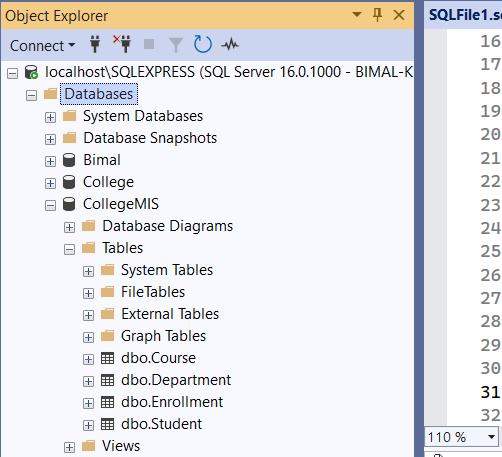 Object Explorer
SQLFile1.s
Connect
localhost\SQLEXPRESS (SQL Server 16.0.1000 - BIMAL-K
Databases
System Databases
Database Snapshots
Bimal
College
CollegeMIS
Database Diagrams
Tables
System Tables
FileTables
External Tables
Graph Tables
dbo.Course
dbo.Department
dbo.Enrollment
dbo.Student
Views
16
17
18
19
20
21
22
23
24
25
26
27
28
29
30
31
32
110 %